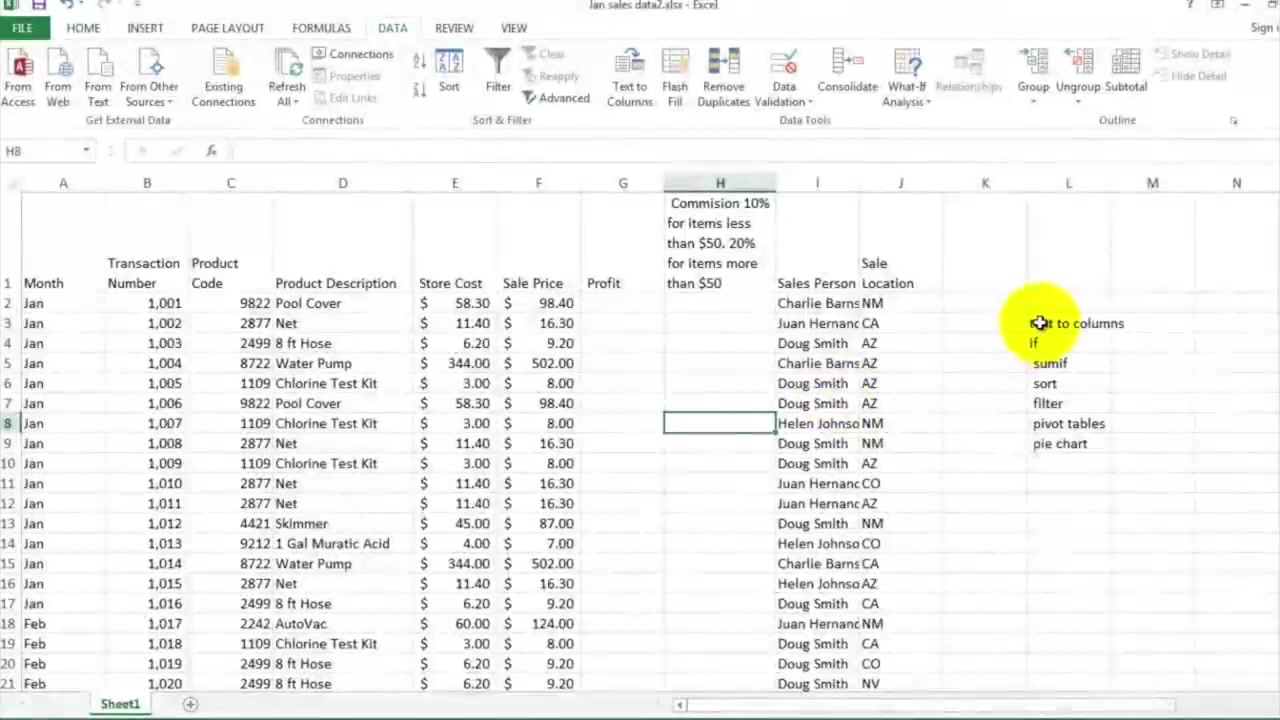 Jan sales data2.xlsx - Excel
FILE HOME INSERT PAGE LAYOUT FORMULAS DATA REVIEW VIEW Sign
From Access
From Web
From Text
From Other Sources
Existing Connections
Refresh All
Connections
Properties
Edit Links
Sort
Filter
Clear
Reapply
Advanced
Text to Columns
Flash Fill
Remove Duplicates
Data Validation
Consolidate
What-If Analysis
Relationships
Group
Ungroup
Subtotal
Show Detail
Hide Detail
Get External Data Connections Sort & Filter Data Tools Outline
H8 fx
A B C D E F G H I J K L M N
1 Month
Transaction Number
Product Code
Product Description
Store Cost
Sale Price
Profit
Commision 10%
for items less
than $50. 20%
for items more
than $50
Sales Person
Sale Location
2 Jan 1,001 9822 Pool Cover $ 58.30 $ 98.40 Charlie Barns NM
3 Jan 1,002 2877 Net $ 11.40 $ 16.30 Juan Hernanc CA to columns
4 Jan 1,003 2499 8 ft Hose $ 6.20 $ 9.20 Doug Smith AZ if
5 Jan 1,004 8722 Water Pump $ 344.00 $ 502.00 Charlie Barns AZ sumif
6 Jan 1,005 1109 Chlorine Test Kit $ 3.00 $ 8.00 Doug Smith AZ sort
7 Jan 1,006 9822 Pool Cover $ 58.30 $ 98.40 Doug Smith AZ filter
8 Jan 1,007 1109 Chlorine Test Kit $ 3.00 $ 8.00 Helen Johnso NM pivot tables
9 Jan 1,008 2877 Net $ 11.40 $ 16.30 Doug Smith NM pie chart
10 Jan 1,009 1109 Chlorine Test Kit $ 3.00 $ 8.00 Doug Smith AZ
11 Jan 1,010 2877 Net $ 11.40 $ 16.30 Juan Hernanc CO
12 Jan 1,011 2877 Net $ 11.40 $ 16.30 Juan Hernanc AZ
13 Jan 1,012 4421 Skimmer $ 45.00 $ 87.00 Doug Smith NM
14 Jan 1,013 9212 1 Gal Muratic Acid $ 4.00 $ 7.00 Helen Johnso CO
15 Jan 1,014 8722 Water Pump $ 344.00 $ 502.00 Charlie Barns CA
16 Jan 1,015 2877 Net $ 11.40 $ 16.30 Helen Johnso AZ
17 Jan 1,016 2499 8 ft Hose $ 6.20 $ 9.20 Doug Smith CA
18 Feb 1,017 2242 AutoVac $ 60.00 $ 124.00 Juan Hernanc NM
19 Feb 1,018 1109 Chlorine Test Kit $ 3.00 $ 8.00 Doug Smith CA
20 Feb 1,019 2499 8 ft Hose $ 6.20 $ 9.20 Doug Smith CO
21 Feb 1,020 2499 8 ft Hose $ 6.20 $ 9.20 Doug Smith NV
Sheet1